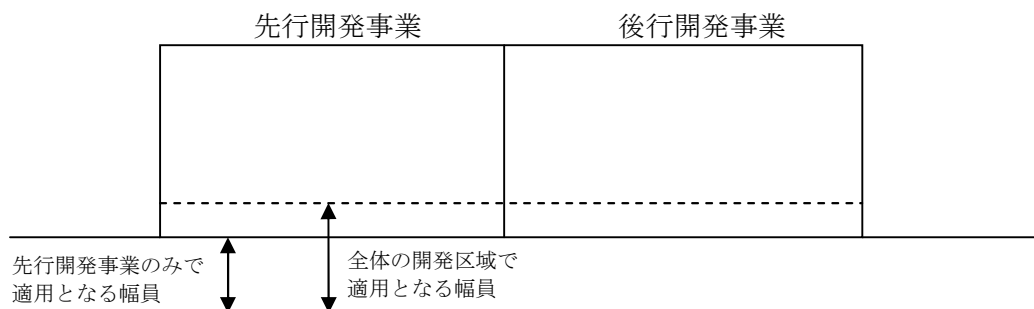 先行開発事業
後行開発事業
先行開発事業のみで
適用となる幅員
全体の開発区域で
適用となる幅員